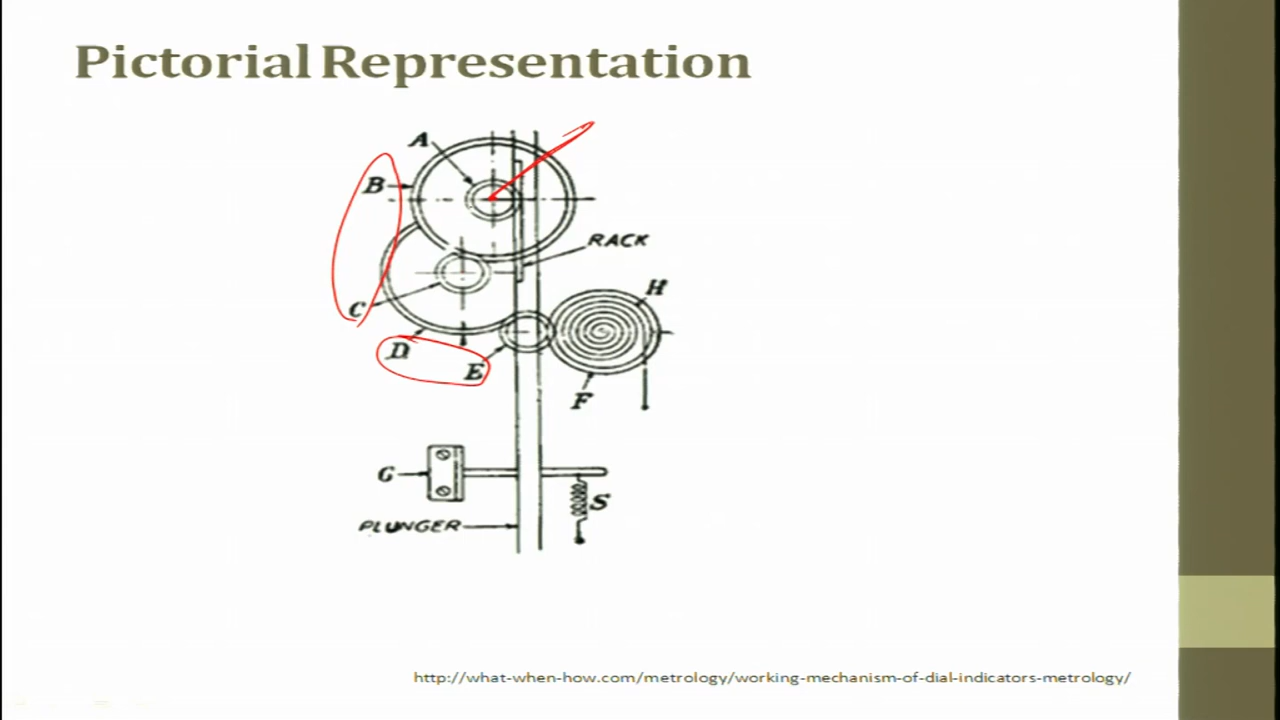 Pictorial Representation
A
B
RACK
H
C
D
E
F
G
S
PLUNGER
http://what-when-how.com/metrology/working-mechanism-of-dial-indicators-metrology/